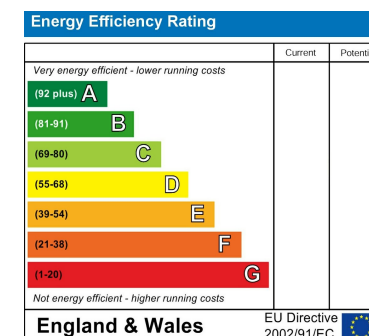 Energy Efficiency Rating
Current Potenti
Very energy efficient - lower running costs
(92 plus) A
(81-91) B
(69-80) C
(55-68) D
(39-54) E
(21-38) F
(1-20) G
Not energy efficient - higher running costs
England & Wales
EU Directive
2002/91/EC